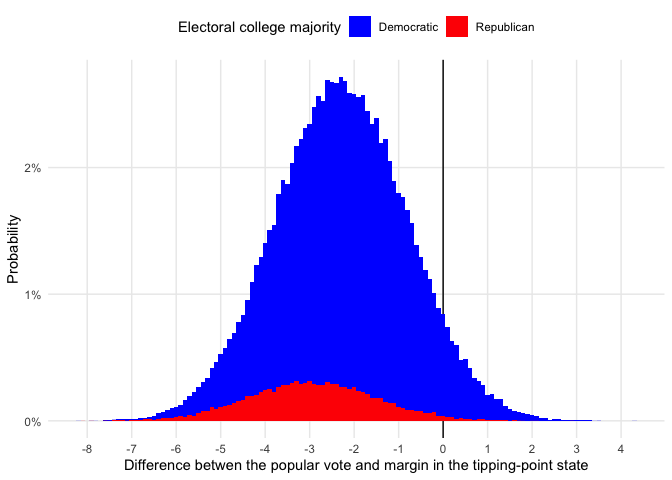 Electoral college majority Democratic Republican
2%
1%
0%
Probability
-8 -7 -6 -5 -4 -3 -2 -1 0 1 2 3 4
Difference betwen the popular vote and margin in the tipping-point state